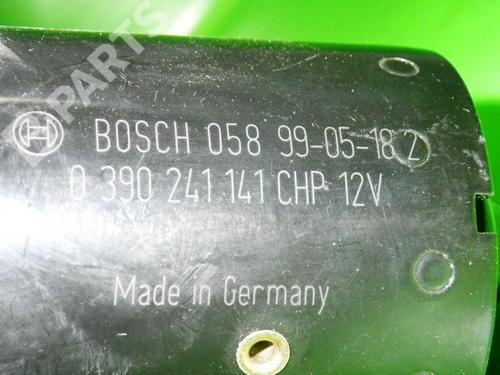 B PARTS
BOSCH 058 99-05-18 2
0 390 241 141 CHP 12V
Made in Germany